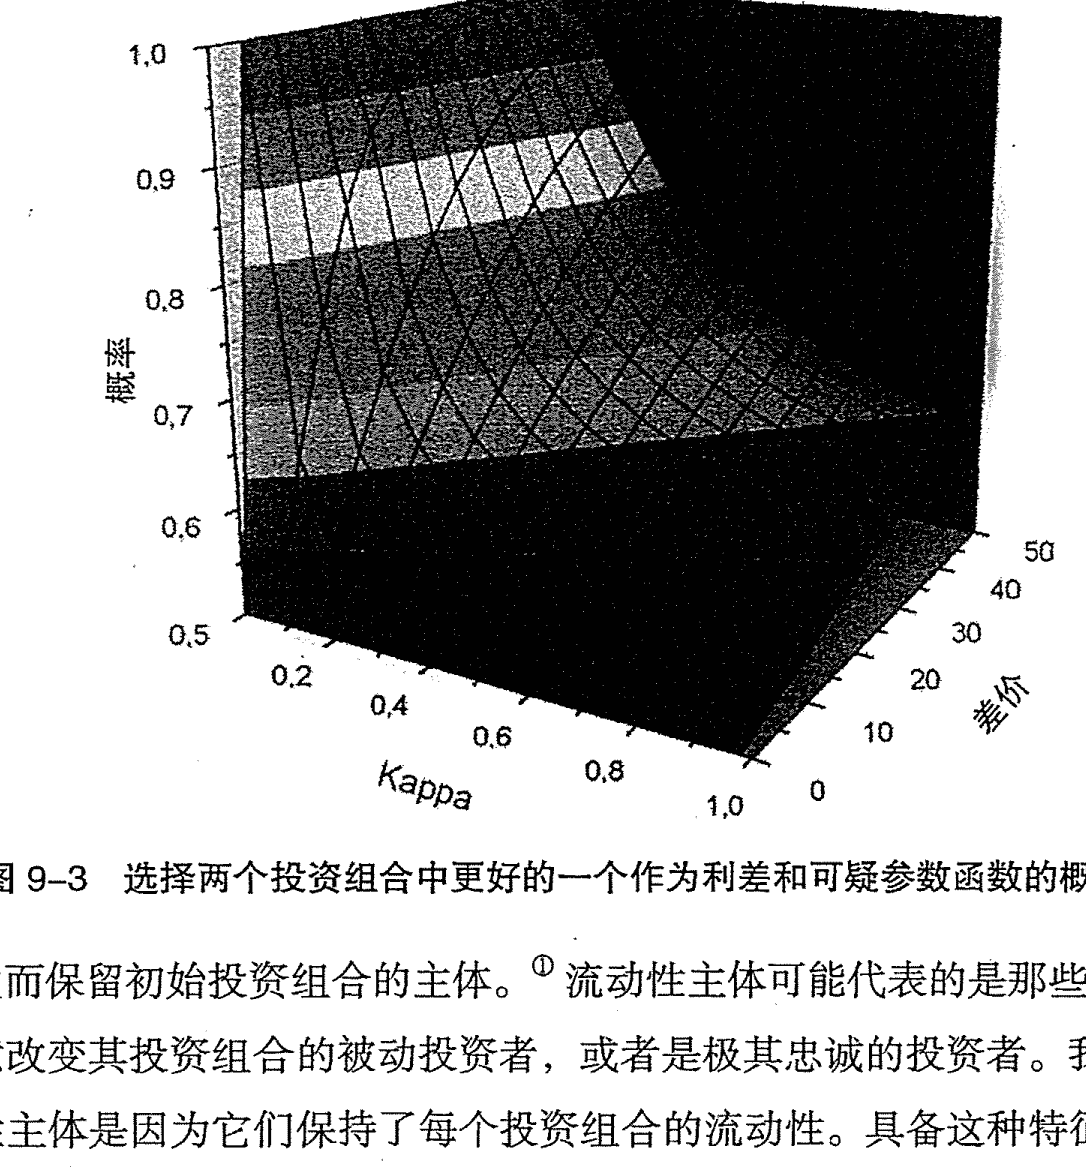 1,0
0,9
0,8
0,7
0,6
0,5
概率
0,2
0,4
0,6
0,8
1,0
Kappa
0
10
20
30
40
50
差价
图 9–3 选择两个投资组合中更好的一个作为利差和可疑参数函数的概
而保留初始投资组合的主体。① 流动性主体可能代表的是那些
改变其投资组合的被动投资者，或者是极其忠诚的投资者。我
主体是因为它们保持了每个投资组合的流动性。具备这种特征